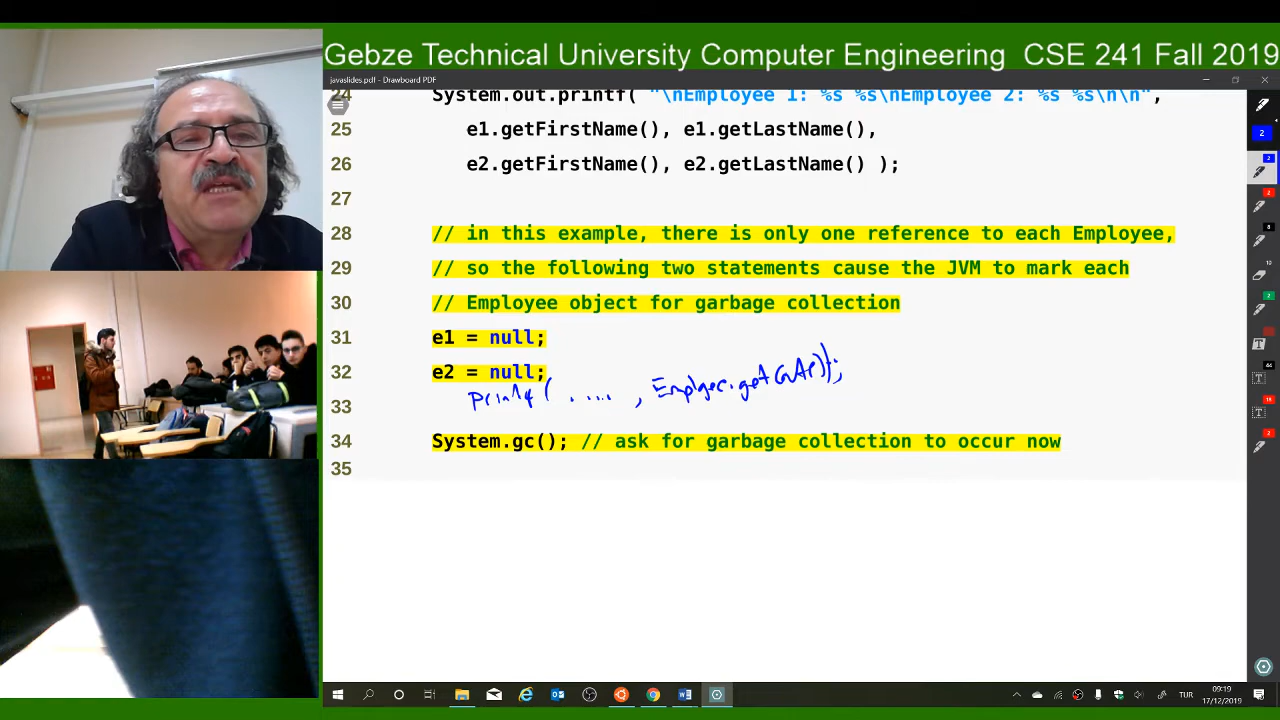 Gebze Technical University Computer Engineering CSE 241 Fall 2019
javaslides.pdf - Drawboard PDF
24 System.out.printf( "\nEmployee 1: %s %s\nEmployee 2: %s %s\n\n",
25 e1.getFirstName(), e1.getLastName(),
26 e2.getFirstName(), e2.getLastName() );
27
28 // in this example, there is only one reference to each Employee,
29 // so the following two statements cause the JVM to mark each
30 // Employee object for garbage collection
31 e1 = null;
32 e2 = null;
printf( . ... ,
33
34 System.gc(); // ask for garbage collection to occur now
35
TUR
09:19
17/12/2019